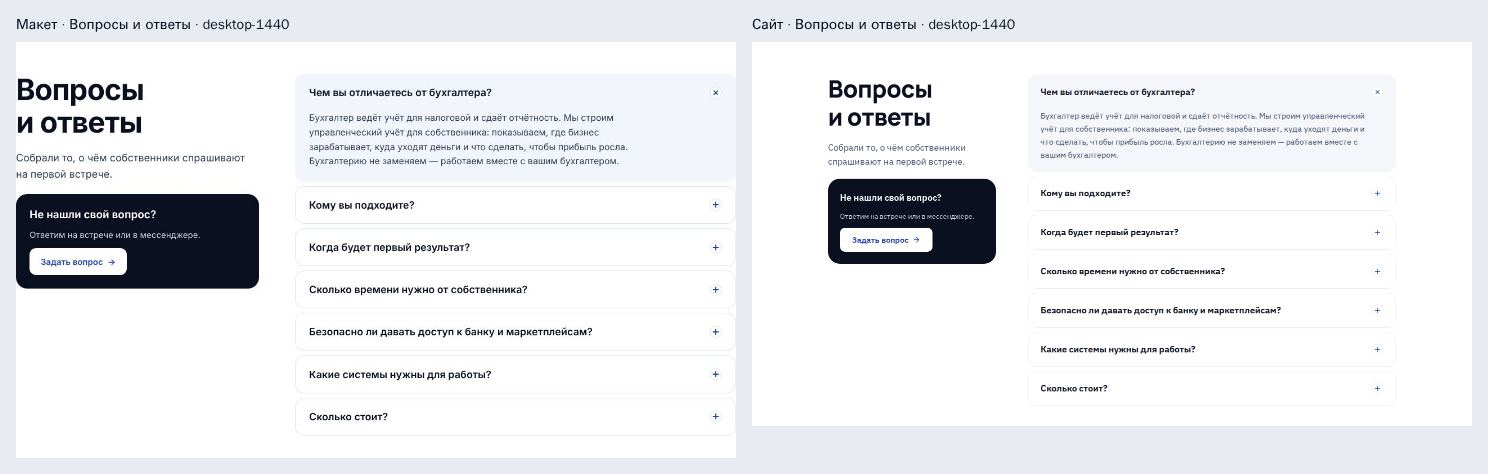 Макет · Вопросы и ответы · desktop-1440
Вопросы
и ответы
Собрали то, о чём собственники спрашивают
на первой встрече.
Не нашли свой вопрос?
Ответим на встрече или в мессенджере.
Задать вопрос →
Чем вы отличаетесь от бухгалтера? ×
Бухгалтер ведёт учёт для налоговой и сдаёт отчётность. Мы строим
управленческий учёт для собственника: показываем, где бизнес
зарабатывает, куда уходят деньги и что сделать, чтобы прибыль росла.
Бухгалтерию не заменяем — работаем вместе с вашим бухгалтером.
Кому вы подходите? +
Когда будет первый результат? +
Сколько времени нужно от собственника? +
Безопасно ли давать доступ к банку и маркетплейсам? +
Какие системы нужны для работы? +
Сколько стоит? +
Сайт · Вопросы и ответы · desktop-1440
Вопросы
и ответы
Собрали то, о чём собственники
спрашивают на первой встрече.
Не нашли свой вопрос?
Ответим на встрече или в мессенджере.
Задать вопрос →
Чем вы отличаетесь от бухгалтера? ×
Бухгалтер ведёт учёт для налоговой и сдаёт отчётность. Мы строим управленческий
учёт для собственника: показываем, где бизнес зарабатывает, куда уходят деньги и
что сделать, чтобы прибыль росла. Бухгалтерию не заменяем — работаем вместе с
вашим бухгалтером.
Кому вы подходите? +
Когда будет первый результат? +
Сколько времени нужно от собственника? +
Безопасно ли давать доступ к банку и маркетплейсам? +
Какие системы нужны для работы? +
Сколько стоит? +